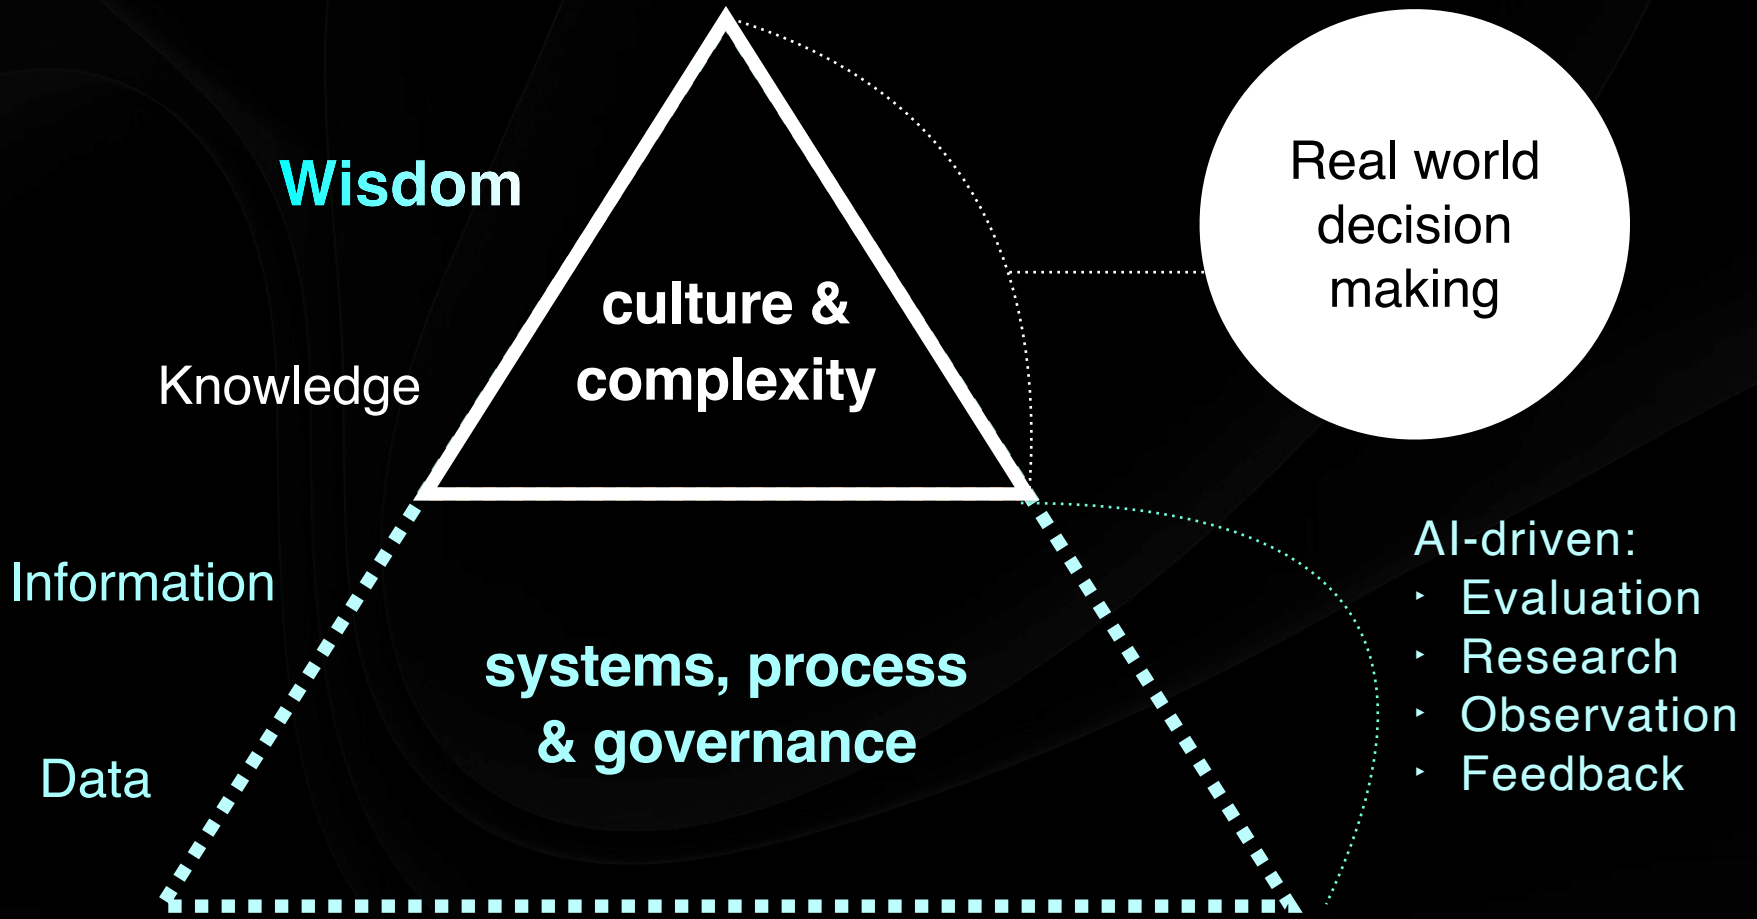 Wisdom
Real world
decision
making
culture &
complexity
Knowledge
AI-driven:
‣ Evaluation
‣ Research
‣ Observation
‣ Feedback
Information
systems, process
& governance
Data